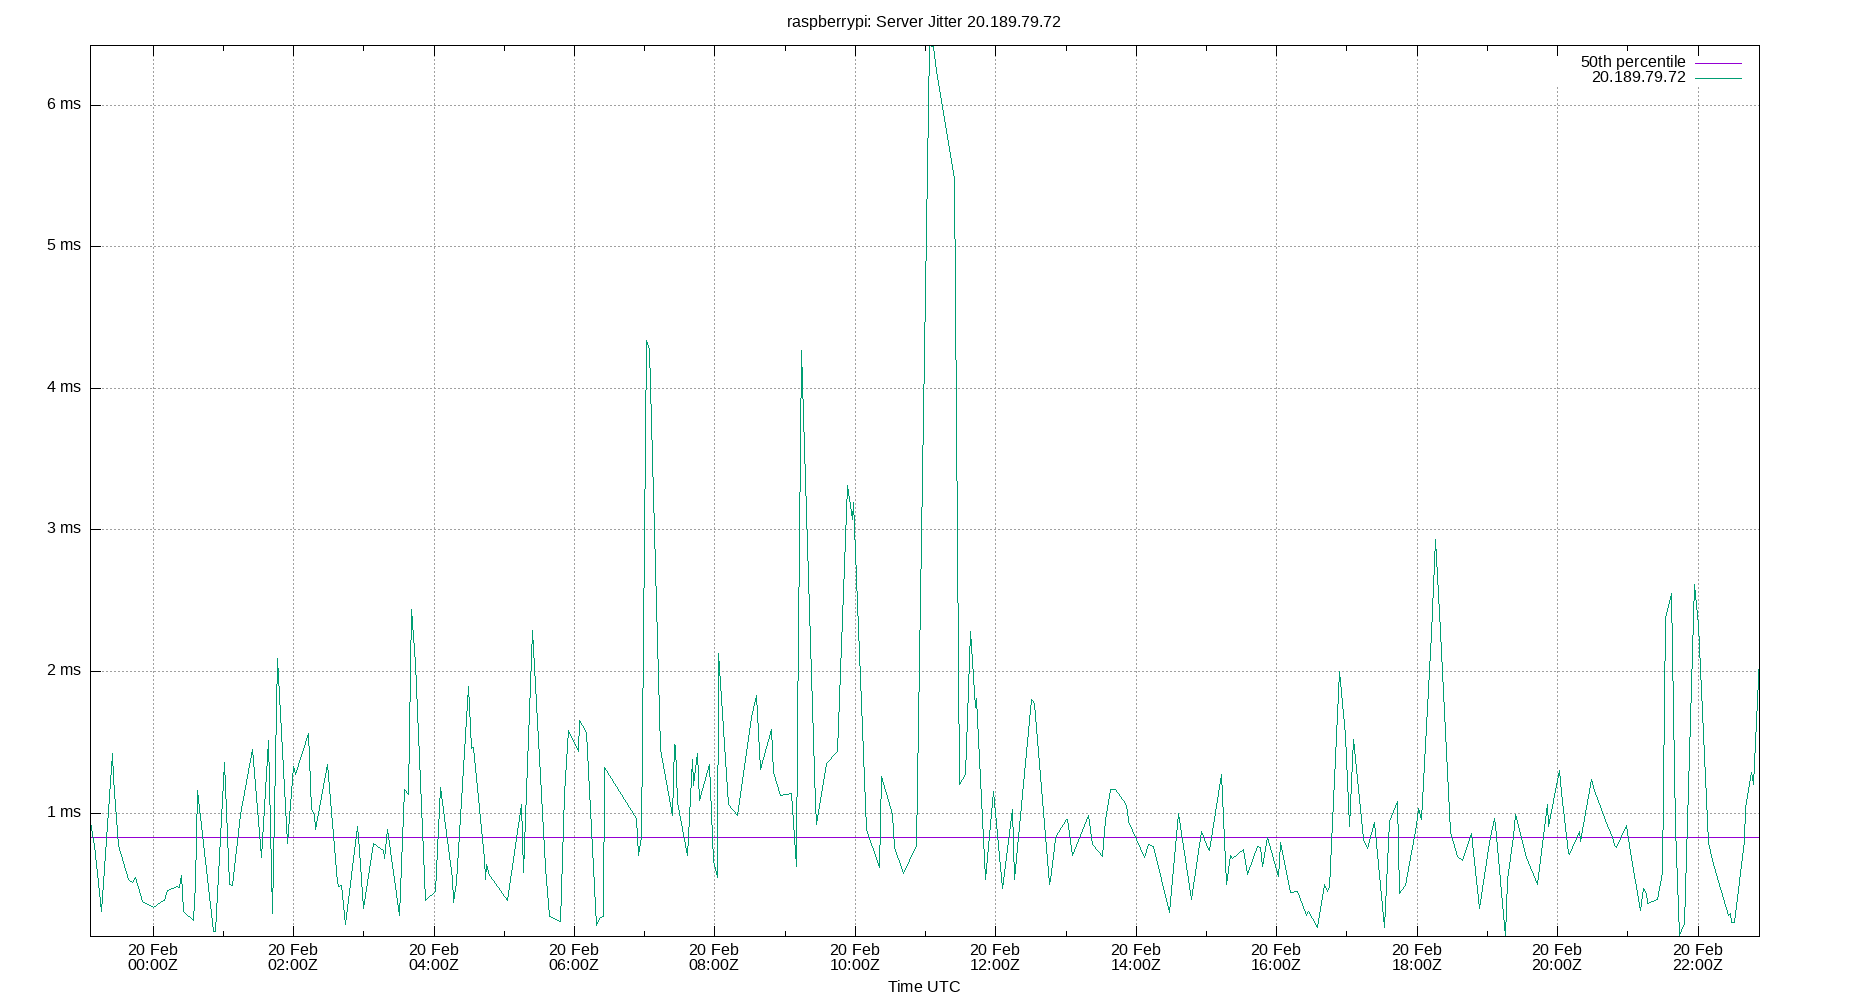 raspberrypi: Server Jitter 20.189.79.72
50th percentile
20.189.79.72
6 ms
5 ms
4 ms
3 ms
2 ms
1 ms
20 Feb 20 Feb 20 Feb 20 Feb 20 Feb 20 Feb 20 Feb 20 Feb 20 Feb 20 Feb 20 Feb 20 Feb
00:00Z 02:00Z 04:00Z 06:00Z 08:00Z 10:00Z 12:00Z 14:00Z 16:00Z 18:00Z 20:00Z 22:00Z
Time UTC